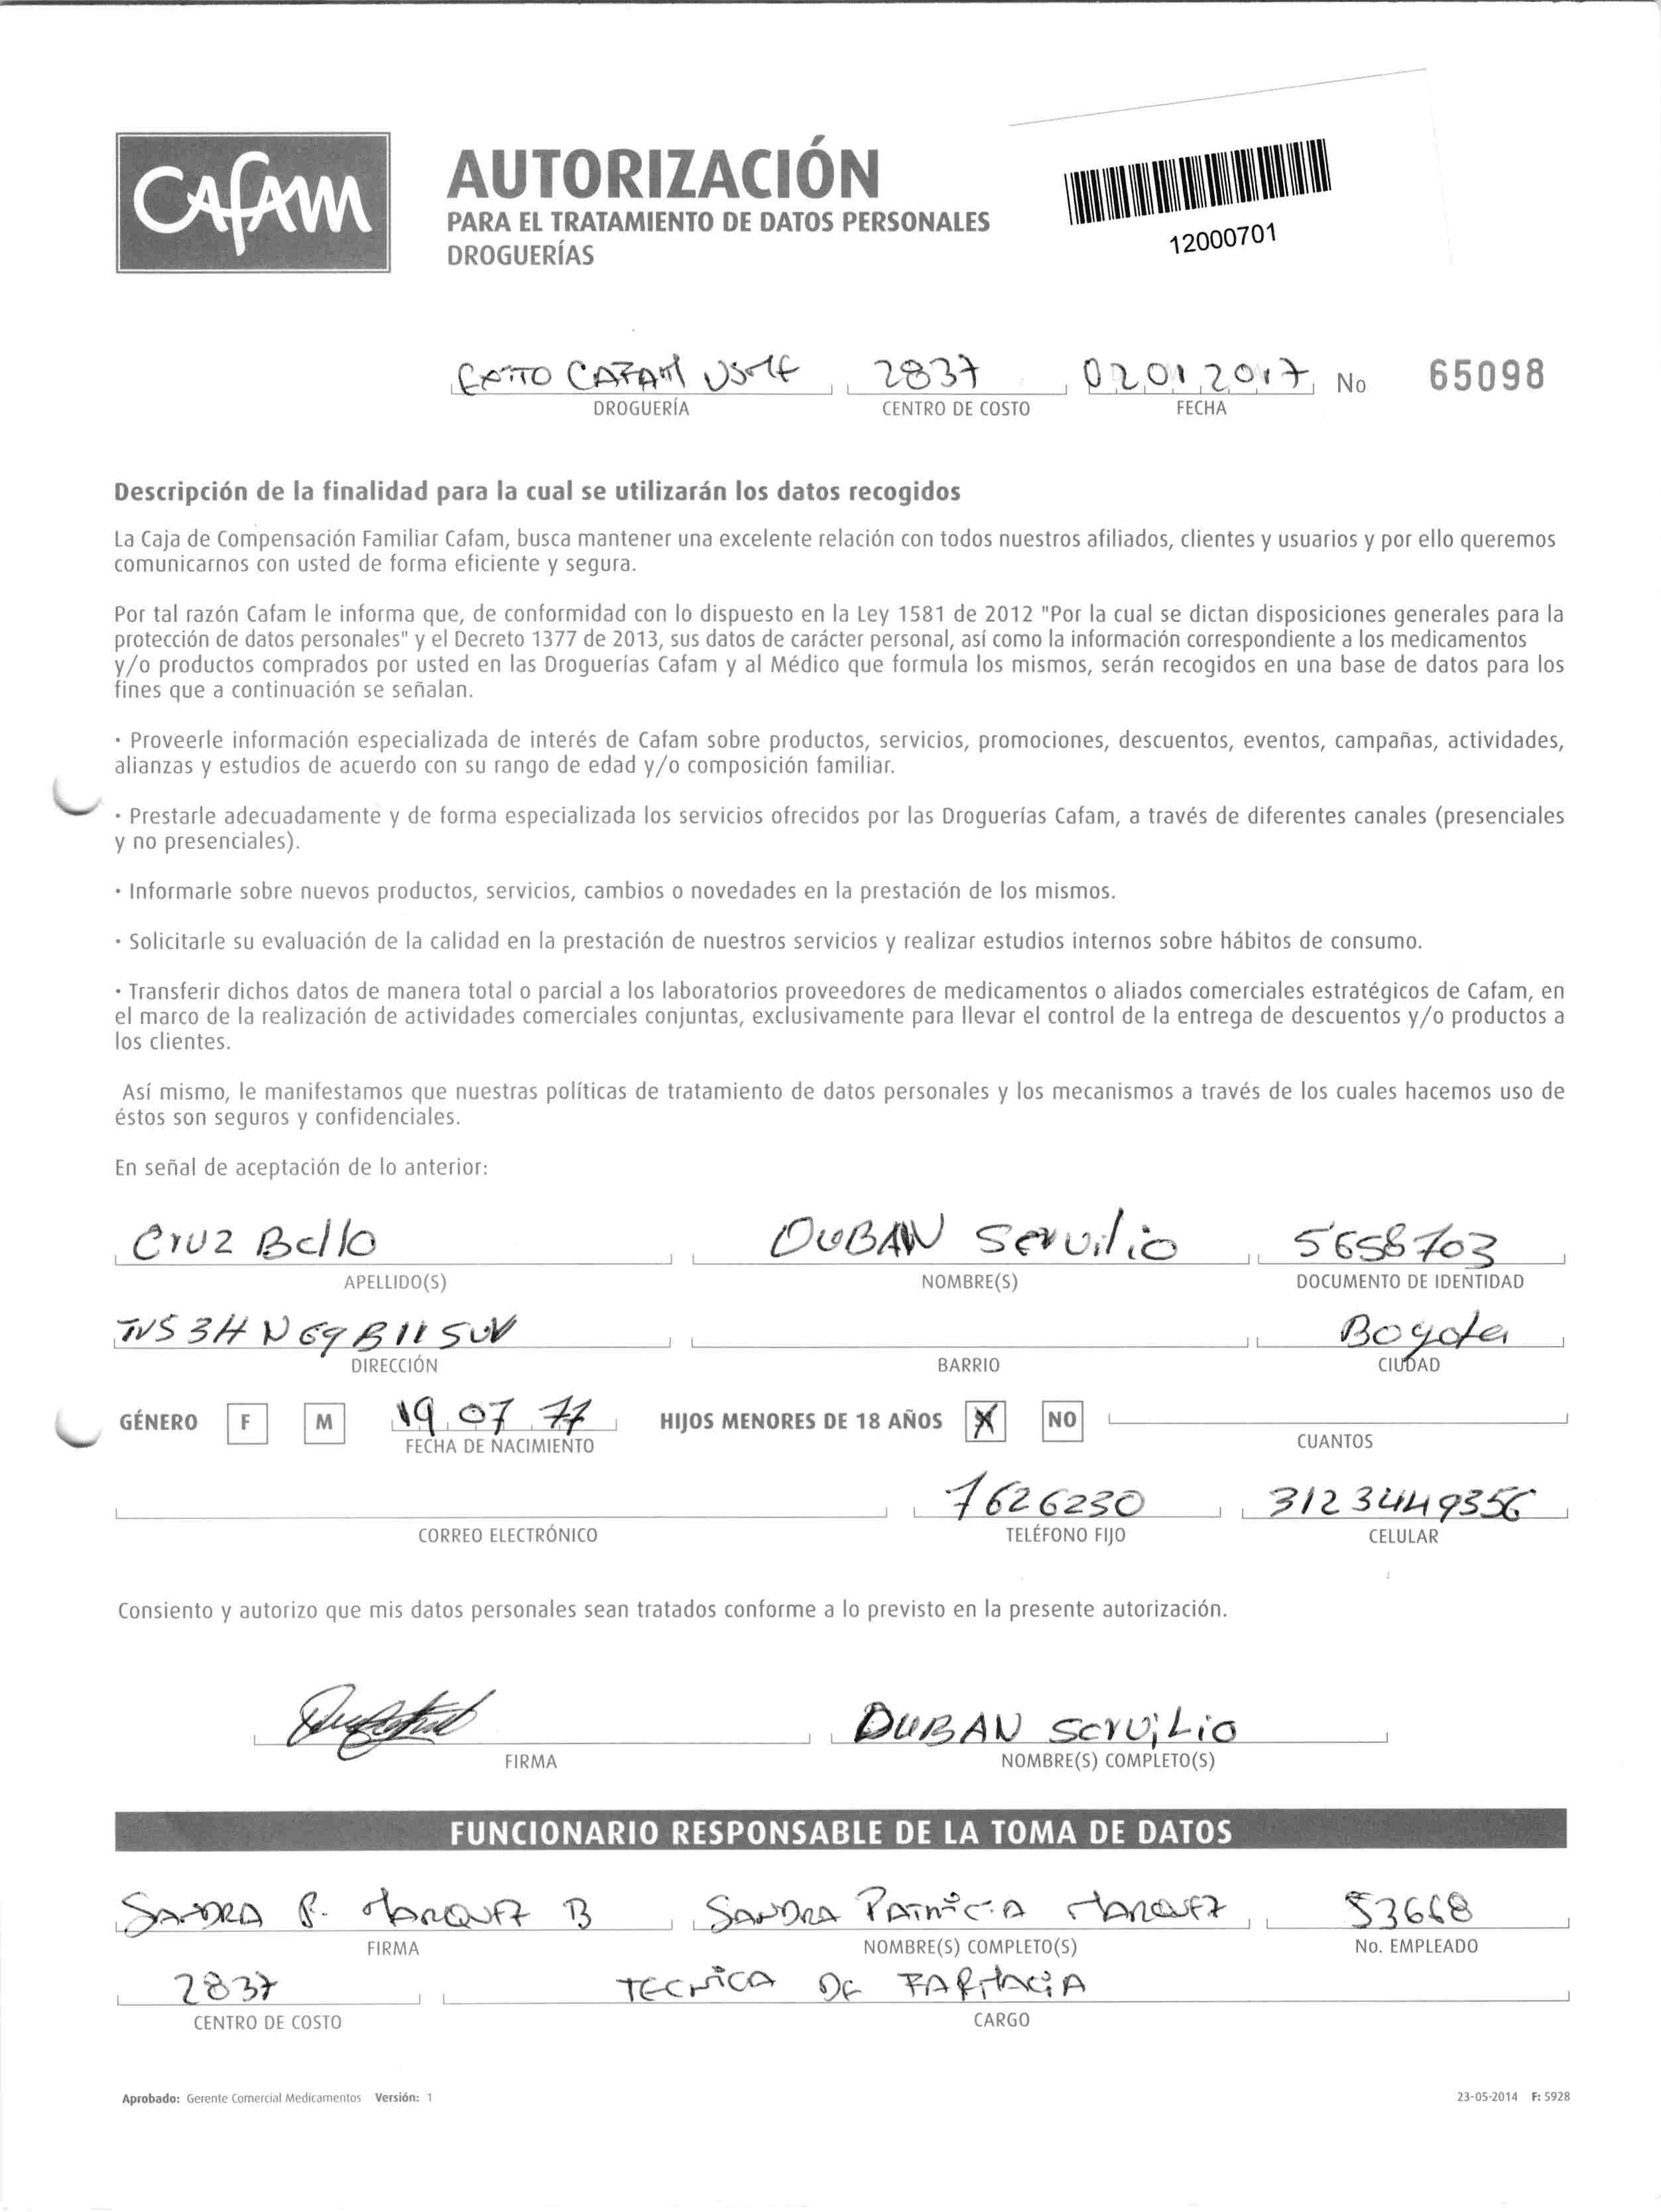 Cafam
AUTORIZACIÓN
PARA EL TRATAMIENTO DE DATOS PERSONALES
DROGUERÍAS
12000701
CAFAM 2837 02 01 2017 No 65098
DROGUERÍA CENTRO DE COSTO FECHA
Descripción de la finalidad para la cual se utilizarán los datos recogidos
La Caja de Compensación Familiar Cafam, busca mantener una excelente relación con todos nuestros afiliados, clientes y usuarios y por ello queremos
comunicarnos con usted de forma eficiente y segura.
Por tal razón Cafam le informa que, de conformidad con lo dispuesto en la Ley 1581 de 2012 "Por la cual se dictan disposiciones generales para la
protección de datos personales" y el Decreto 1377 de 2013, sus datos de carácter personal, así como la información correspondiente a los medicamentos
y/o productos comprados por usted en las Droguerías Cafam y al Médico que formula los mismos, serán recogidos en una base de datos para los
fines que a continuación se señalan.
· Proveerle información especializada de interés de Cafam sobre productos, servicios, promociones, descuentos, eventos, campañas, actividades,
alianzas y estudios de acuerdo con su rango de edad y/o composición familiar.
· Prestarle adecuadamente y de forma especializada los servicios ofrecidos por las Droguerías Cafam, a través de diferentes canales (presenciales
y no presenciales).
· Informarle sobre nuevos productos, servicios, cambios o novedades en la prestación de los mismos.
· Solicitarle su evaluación de la calidad en la prestación de nuestros servicios y realizar estudios internos sobre hábitos de consumo.
· Transferir dichos datos de manera total o parcial a los laboratorios proveedores de medicamentos o aliados comerciales estratégicos de Cafam, en
el marco de la realización de actividades comerciales conjuntas, exclusivamente para llevar el control de la entrega de descuentos y/o productos a
los clientes.
Así mismo, le manifestamos que nuestras políticas de tratamiento de datos personales y los mecanismos a través de los cuales hacemos uso de
éstos son seguros y confidenciales.
En señal de aceptación de lo anterior:
Cruz Bello DUBAN Servilio 5658703
APELLIDO(S) NOMBRE(S) DOCUMENTO DE IDENTIDAD
TVS 3H N 69 B 11 SUV Bogota
DIRECCIÓN BARRIO CIUDAD
GÉNERO F M 19 07 77 HIJOS MENORES DE 18 AÑOS X NO
FECHA DE NACIMIENTO CUANTOS
7626230 312 3449356
CORREO ELECTRÓNICO TELÉFONO FIJO CELULAR
Consiento y autorizo que mis datos personales sean tratados conforme a lo previsto en la presente autorización.
DUBAN Servilio
FIRMA NOMBRE(S) COMPLETO(S)
FUNCIONARIO RESPONSABLE DE LA TOMA DE DATOS
SANDRA P. MARQUEZ B SANDRA PATRICIA MARQUEZ 53668
FIRMA NOMBRE(S) COMPLETO(S) No. EMPLEADO
2837 TECNICA DE FARMACIA
CENTRO DE COSTO CARGO
Aprobado: Gerente Comercial Medicamentos Versión: 1 23-05-2014 F: 5928